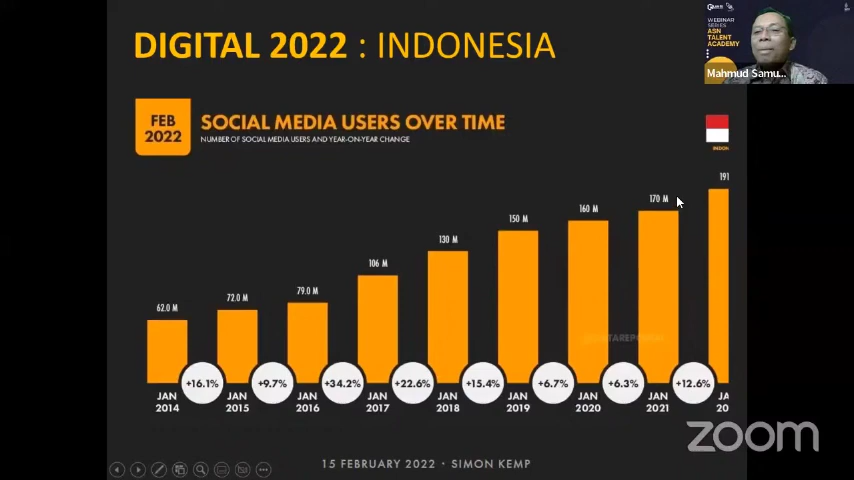 DIGITAL 2022 : INDONESIA
WEBINAR
SERIES
ASN
TALENT
ACADEMY
Mahmud Samu...
FEB
2022
SOCIAL MEDIA USERS OVER TIME
NUMBER OF SOCIAL MEDIA USERS AND YEAR-ON-YEAR CHANGE
62.0 M
72.0 M
79.0 M
106 M
130 M
150 M
160 M
170 M
191
+16.1%
+9.7%
+34.2%
+22.6%
+15.4%
+6.7%
+6.3%
+12.6%
JAN
2014
JAN
2015
JAN
2016
JAN
2017
JAN
2018
JAN
2019
JAN
2020
JAN
2021
JA
20
zoom
15 FEBRUARY 2022 • SIMON KEMP